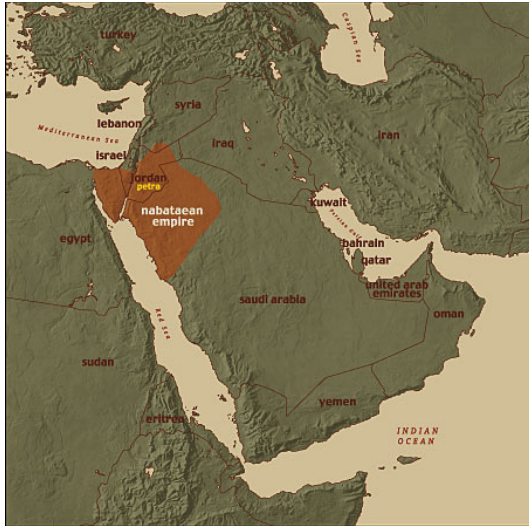 turkey
Caspian Sea
syria
lebanon
Mediterranean Sea
iraq
iran
israel
jordan
petra
kuwait
nabataean
empire
Persian Gulf
egypt
bahrain
qatar
united arab
emirates
saudi arabia
oman
Red Sea
sudan
yemen
eritrea
INDIAN
OCEAN